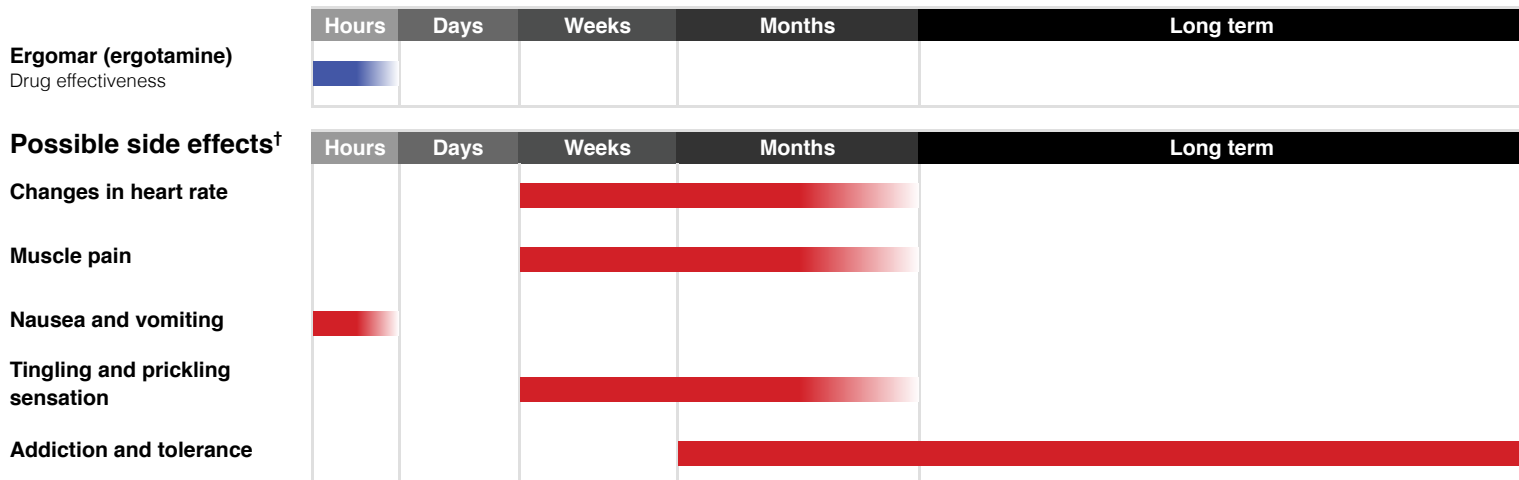 Hours Days Weeks Months Long term
Ergomar (ergotamine)
Drug effectiveness
Possible side effects† Hours Days Weeks Months Long term
Changes in heart rate
Muscle pain
Nausea and vomiting
Tingling and prickling
sensation
Addiction and tolerance